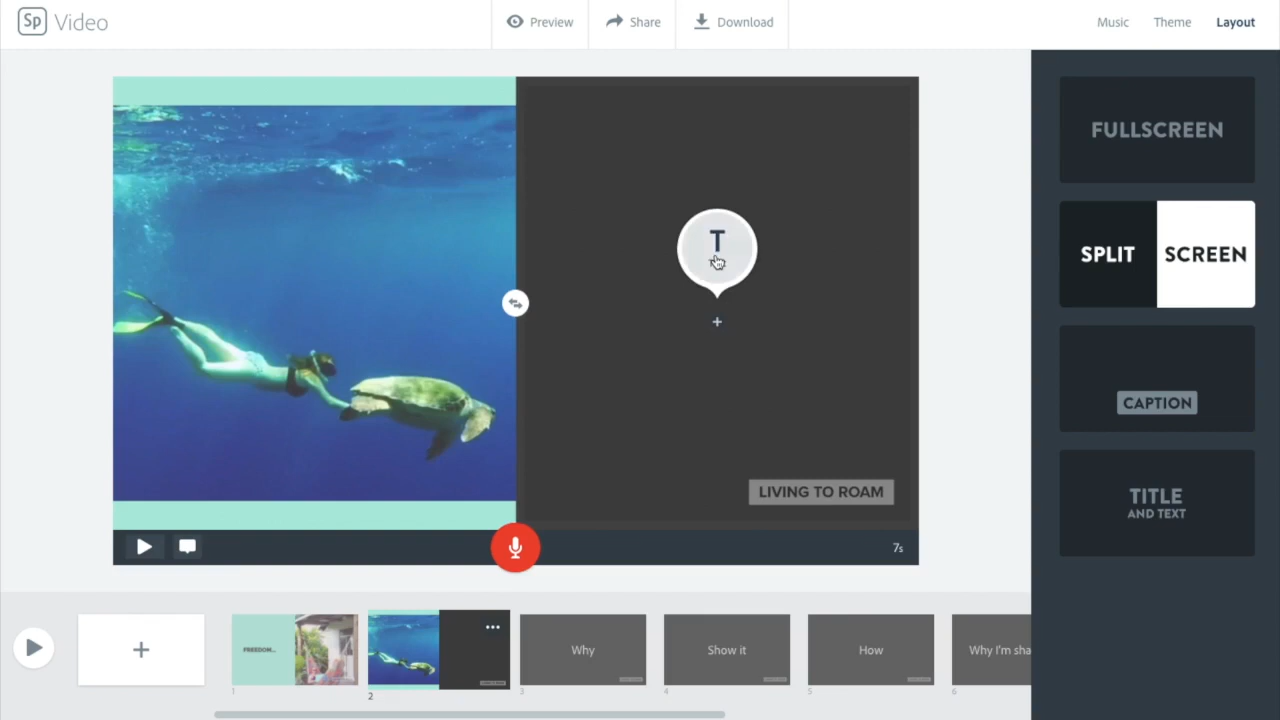 Sp Video
Preview
Share
Download
Music
Theme
Layout
T
LIVING TO ROAM
7s
FULLSCREEN
SPLIT SCREEN
CAPTION
TITLE
AND TEXT
FREEDOM...
Why
Show it
How
Why I'm sha
1
2
3
4
5
6